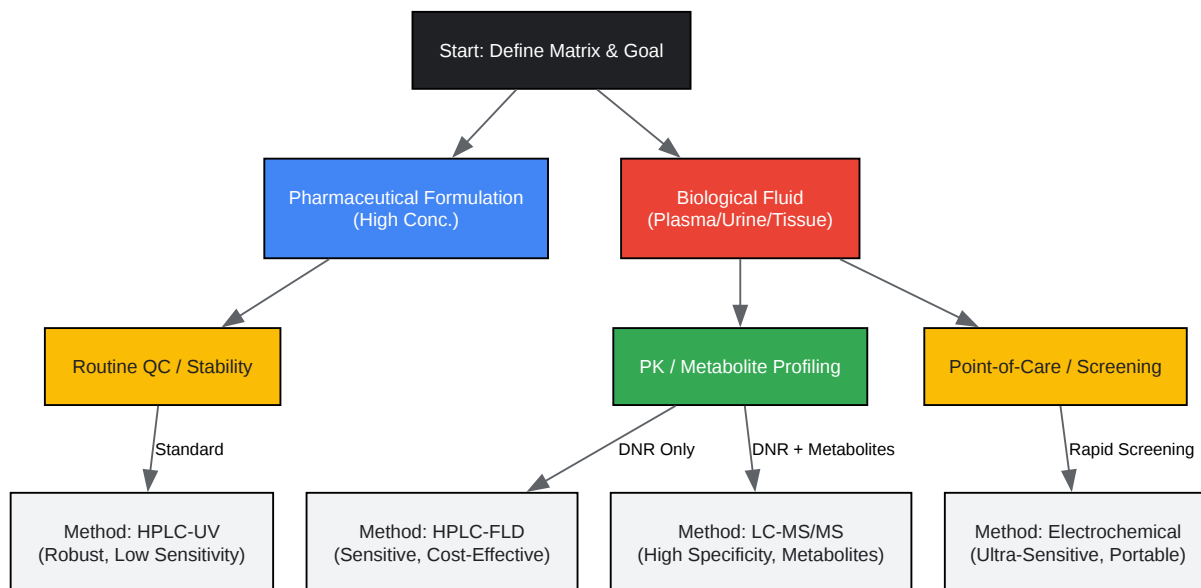 Start: Define Matrix & Goal
Pharmaceutical Formulation
(High Conc.)
Biological Fluid
(Plasma/Urine/Tissue)
Routine QC / Stability
PK / Metabolite Profiling
Point-of-Care / Screening
Standard
DNR Only
DNR + Metabolites
Rapid Screening
Method: HPLC-UV
(Robust, Low Sensitivity)
Method: HPLC-FLD
(Sensitive, Cost-Effective)
Method: LC-MS/MS
(High Specificity, Metabolites)
Method: Electrochemical
(Ultra-Sensitive, Portable)